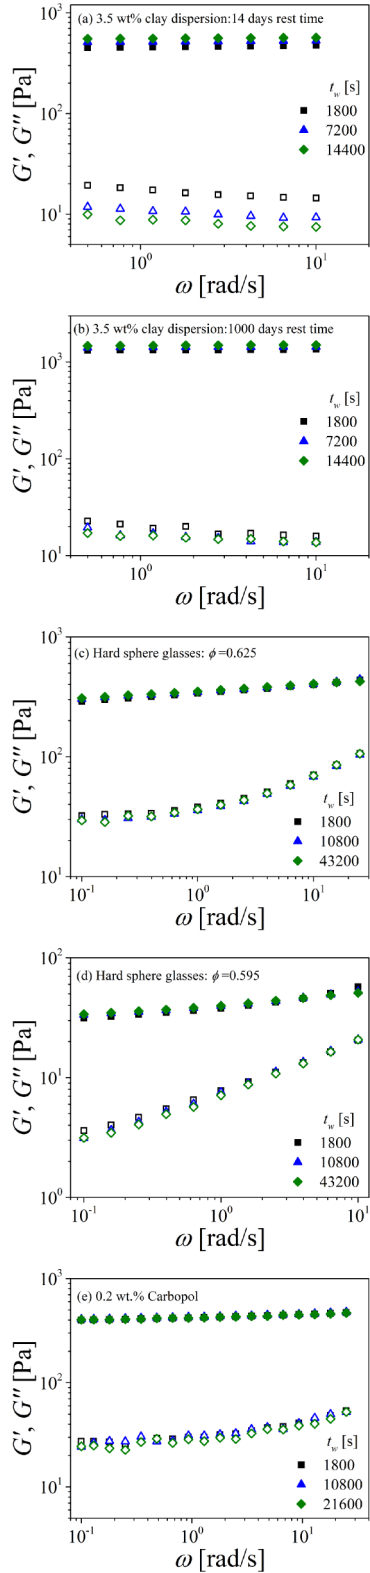 (a) 3.5 wt% clay dispersion:14 days rest time
10³
G', G'' [Pa]
10²
10¹
t_w [s]
1800
7200
14400
10⁰ 10¹
ω [rad/s]
(b) 3.5 wt% clay dispersion:1000 days rest time
10³
G', G'' [Pa]
10²
10¹
t_w [s]
1800
7200
14400
10⁰ 10¹
ω [rad/s]
10³
(c) Hard sphere glasses: ϕ=0.625
G', G'' [Pa]
10²
10¹
t_w [s]
1800
10800
43200
10⁻¹ 10⁰ 10¹
ω [rad/s]
10²
(d) Hard sphere glasses: ϕ=0.595
G', G'' [Pa]
10¹
10⁰
t_w [s]
1800
10800
43200
10⁻¹ 10⁰ 10¹
ω [rad/s]
10³
(e) 0.2 wt.% Carbopol
G', G'' [Pa]
10²
10¹
t_w [s]
1800
10800
21600
10⁻¹ 10⁰ 10¹
ω [rad/s]